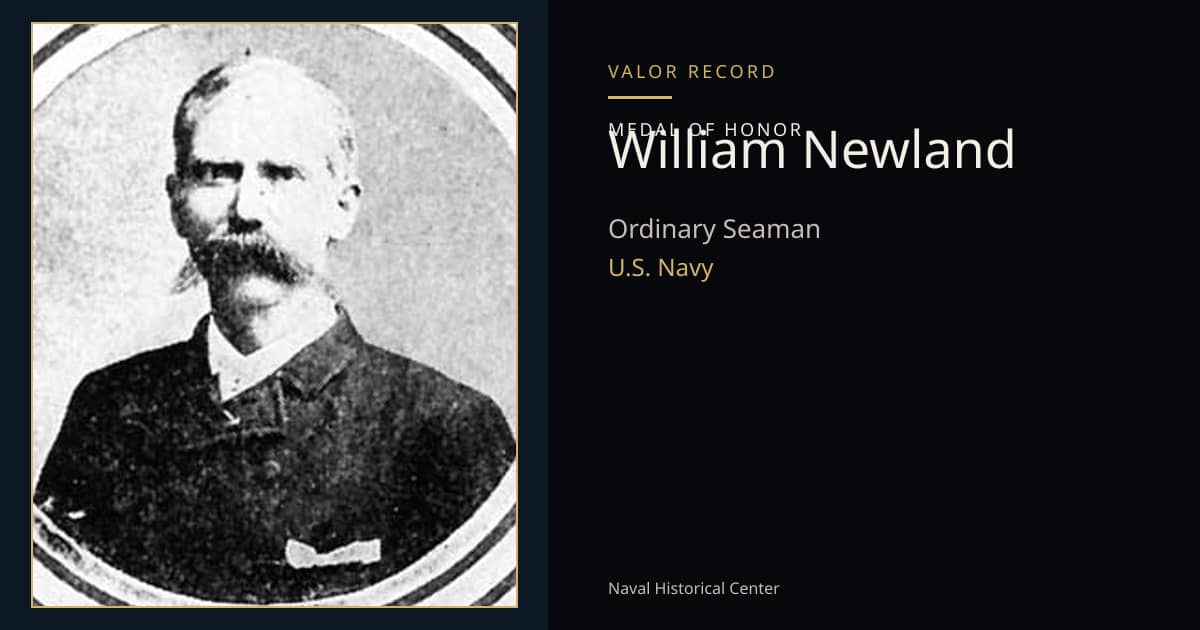 VALOR RECORD
MEDAL OF HONOR
William Newland
Ordinary Seaman
U.S. Navy
Naval Historical Center